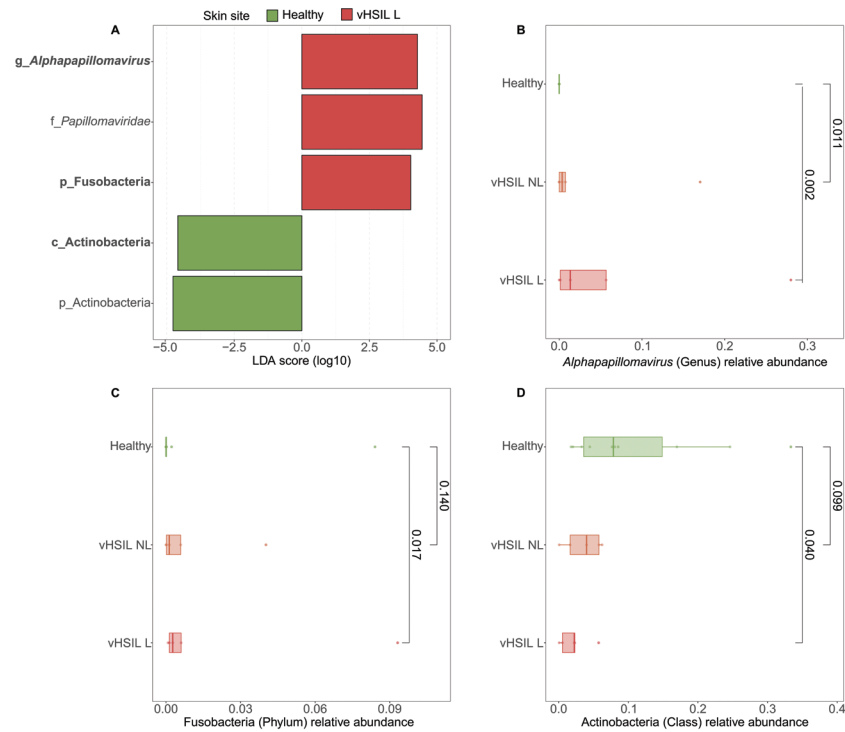 Skin site Healthy vHSIL L
A
g_Alphapapillomavirus
f_Papillomaviridae
p_Fusobacteria
c_Actinobacteria
p_Actinobacteria
−5.0 −2.5 0.0 2.5 5.0
LDA score (log10)
B
Healthy
vHSIL NL
vHSIL L
0.011
0.002
0.0 0.1 0.2 0.3
Alphapapillomavirus (Genus) relative abundance
C
Healthy
vHSIL NL
vHSIL L
0.140
0.017
0.00 0.03 0.06 0.09
Fusobacteria (Phylum) relative abundance
D
Healthy
vHSIL NL
vHSIL L
0.099
0.040
0.0 0.1 0.2 0.3 0.4
Actinobacteria (Class) relative abundance